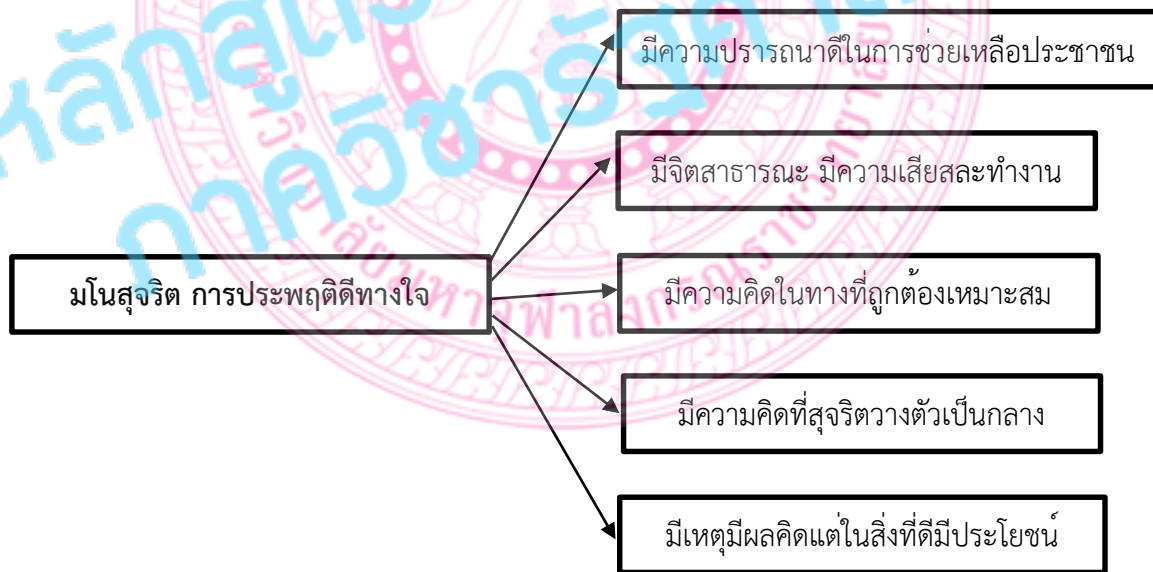 มีความปรารถนาดีในการช่วยเหลือประชาชน
มีจิตสาธารณะ มีความเสียสละทำงาน
มโนสุจริต การประพฤติดีทางใจ
มีความคิดในทางที่ถูกต้องเหมาะสม
มีความคิดที่สุจริตวางตัวเป็นกลาง
มีเหตุมีผลคิดแต่ในสิ่งที่ดีมีประโยชน์